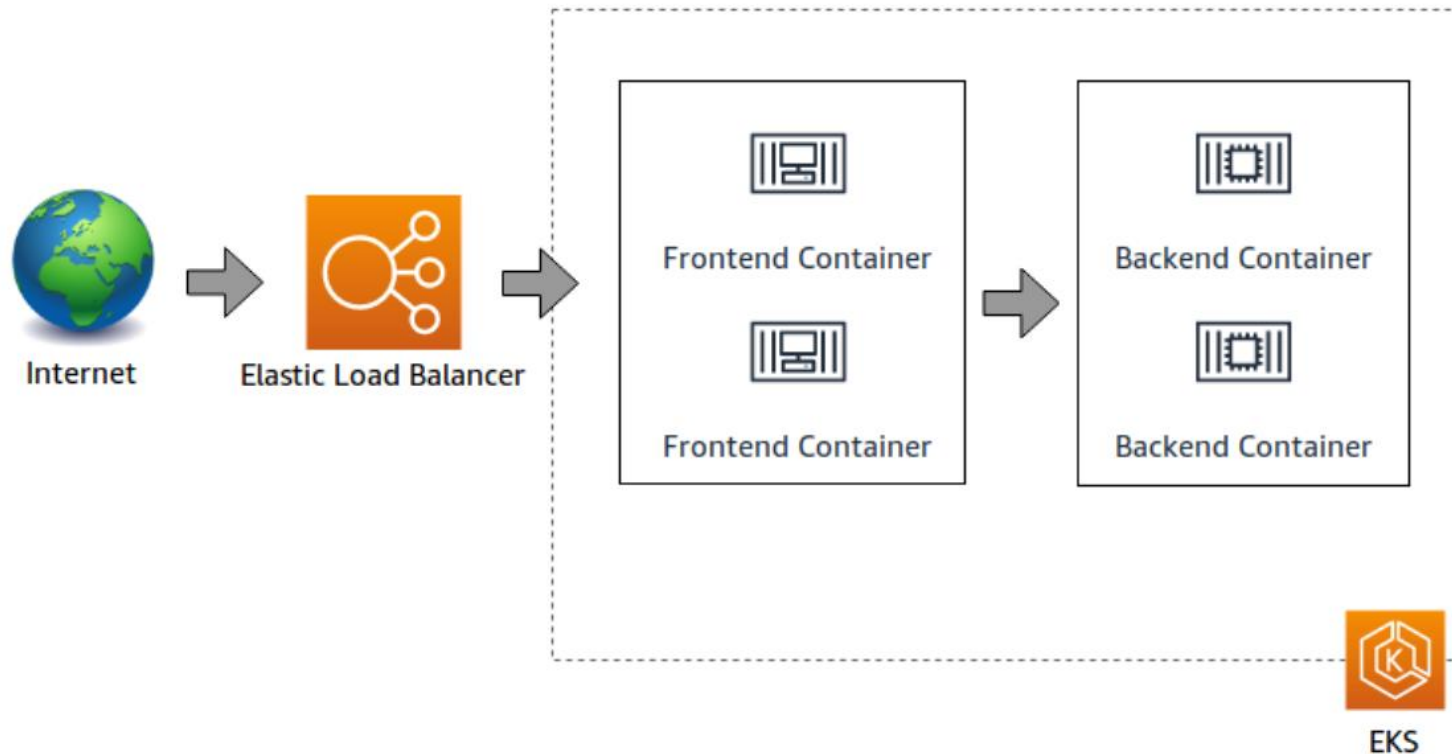 Internet
Elastic Load Balancer
Frontend Container
Frontend Container
Backend Container
Backend Container
K
EKS